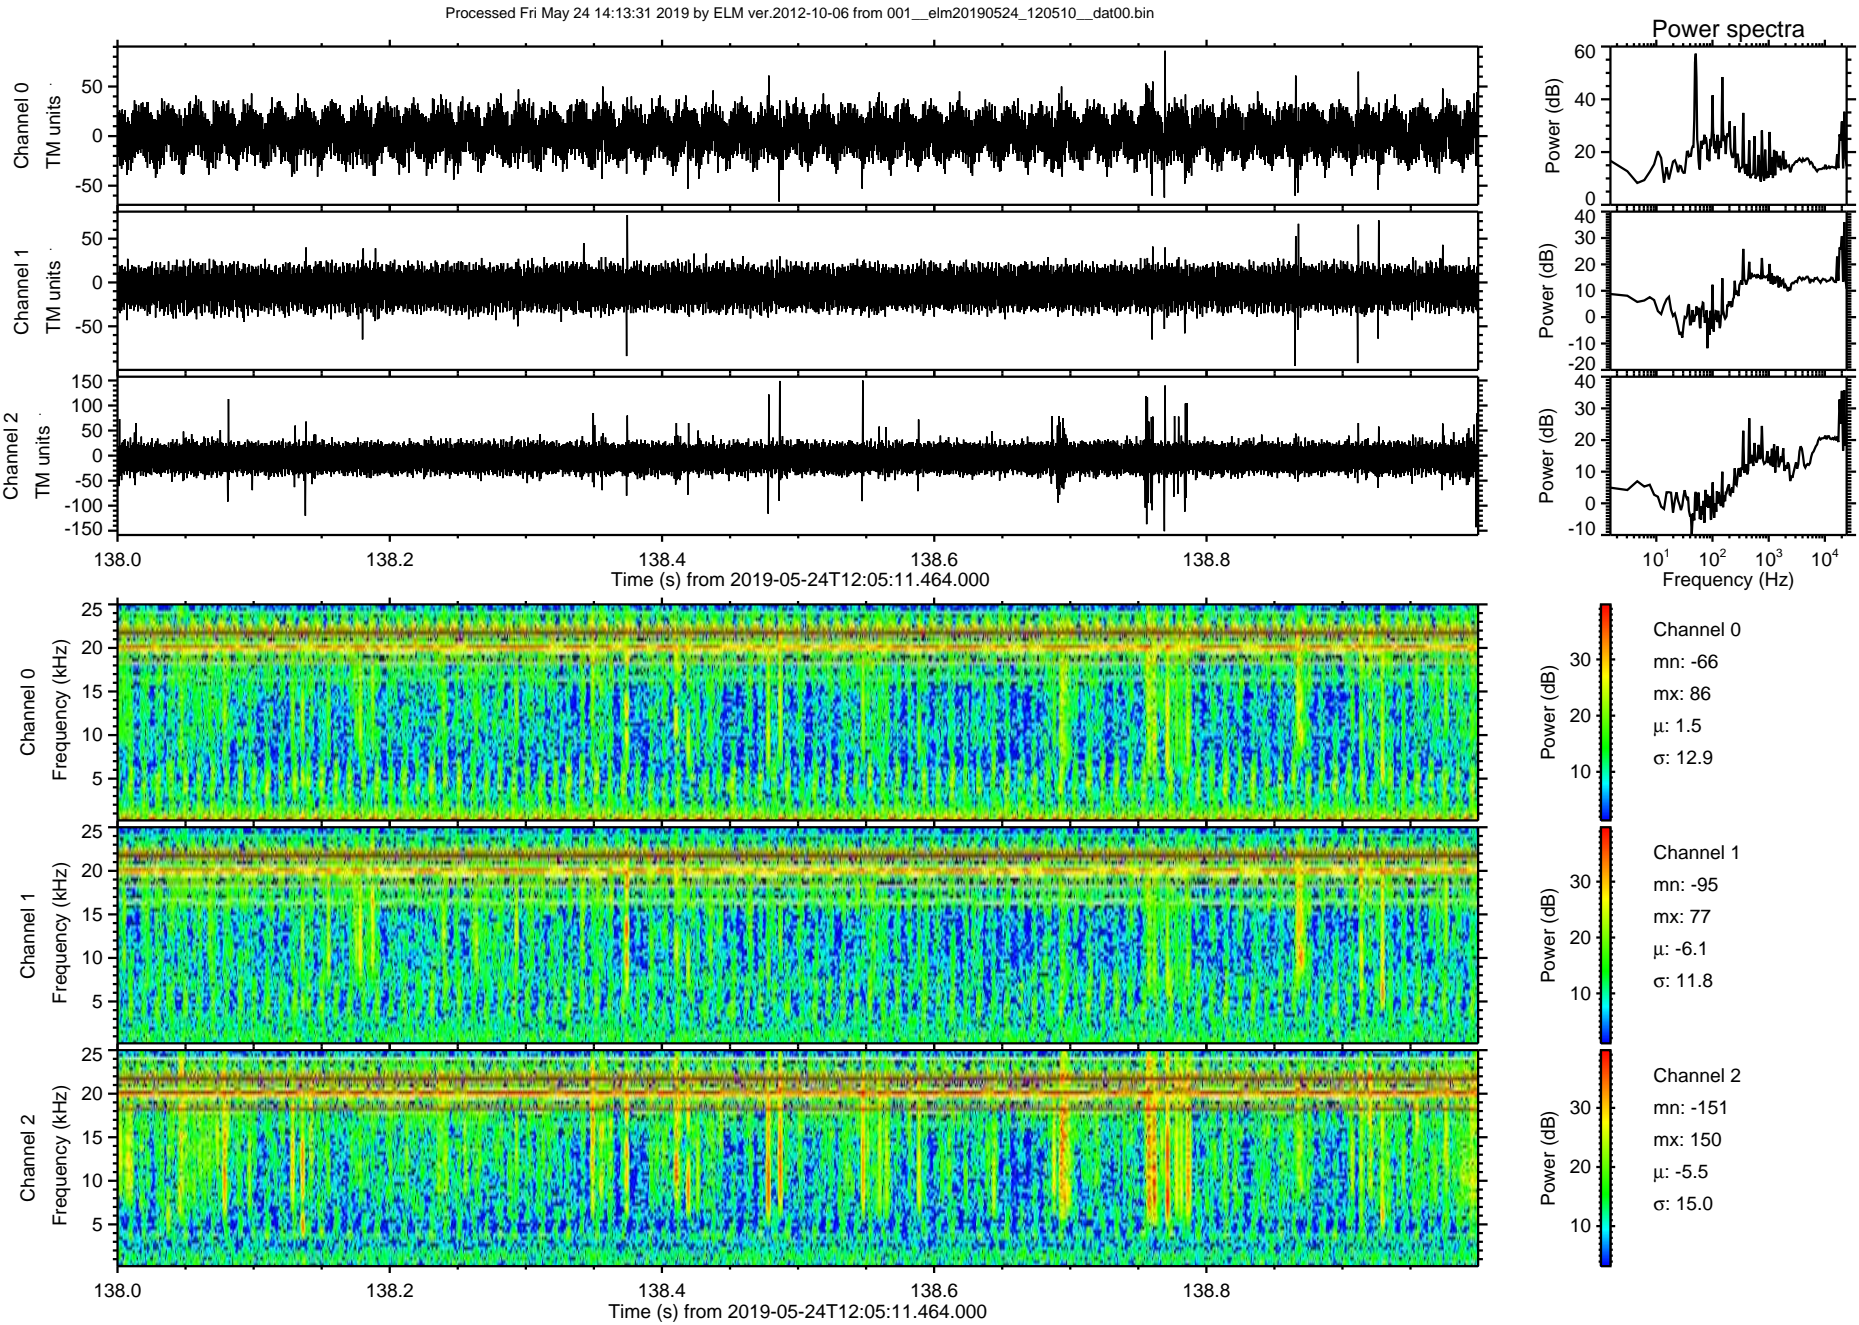 Processed Fri May 24 14:13:31 2019 by ELM ver.2012-10-06 from 001__elm20190524_120510__dat00.bin
Power spectra
Channel 0
TM units
50
0
-50
Power (dB)
60
40
20
0
Channel 1
TM units
50
0
-50
Power (dB)
40
30
20
10
0
-10
-20
Channel 2
TM units
150
100
50
0
-50
-100
-150
Power (dB)
40
30
20
10
0
-10
138.0 138.2 138.4 138.6 138.8
Time (s) from 2019-05-24T12:05:11.464.000
10^1 10^2 10^3 10^4
Frequency (Hz)
Channel 0
Frequency (kHz)
25
20
15
10
5
Power (dB)
30
20
10
Channel 0
mn: -66
mx: 86
μ: 1.5
σ: 12.9
Channel 1
Frequency (kHz)
25
20
15
10
5
Power (dB)
30
20
10
Channel 1
mn: -95
mx: 77
μ: -6.1
σ: 11.8
Channel 2
Frequency (kHz)
25
20
15
10
5
Power (dB)
30
20
10
Channel 2
mn: -151
mx: 150
μ: -5.5
σ: 15.0
138.0 138.2 138.4 138.6 138.8
Time (s) from 2019-05-24T12:05:11.464.000